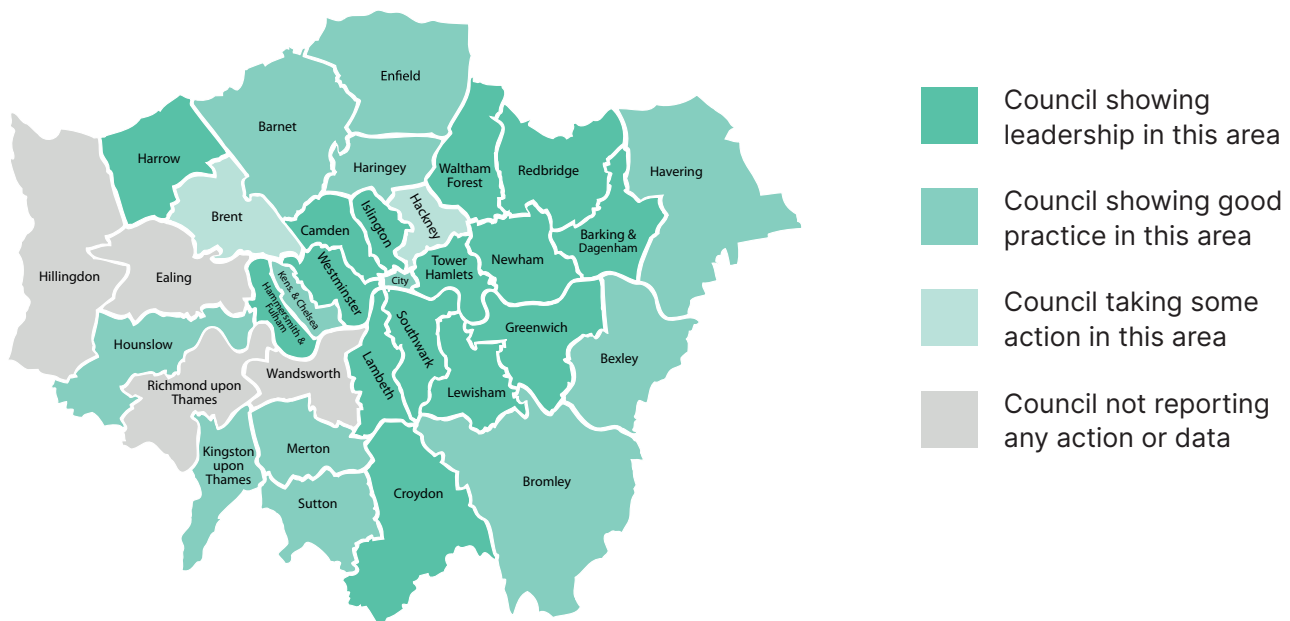 Enfield
Barnet
Harrow
Haringey
Waltham
Forest
Redbridge
Havering
Brent
Camden
Islington
Hackney
Barking &
Dagenham
Hillingdon
Ealing
Westminster
Tower
Hamlets
Newham
City
Kens. & Chelsea
Hammersmith &
Fulham
Hounslow
Southwark
Greenwich
Bexley
Richmond upon
Thames
Wandsworth
Lambeth
Lewisham
Kingston
upon
Thames
Merton
Sutton
Croydon
Bromley
Council showing
leadership in this area
Council showing good
practice in this area
Council taking some
action in this area
Council not reporting
any action or data